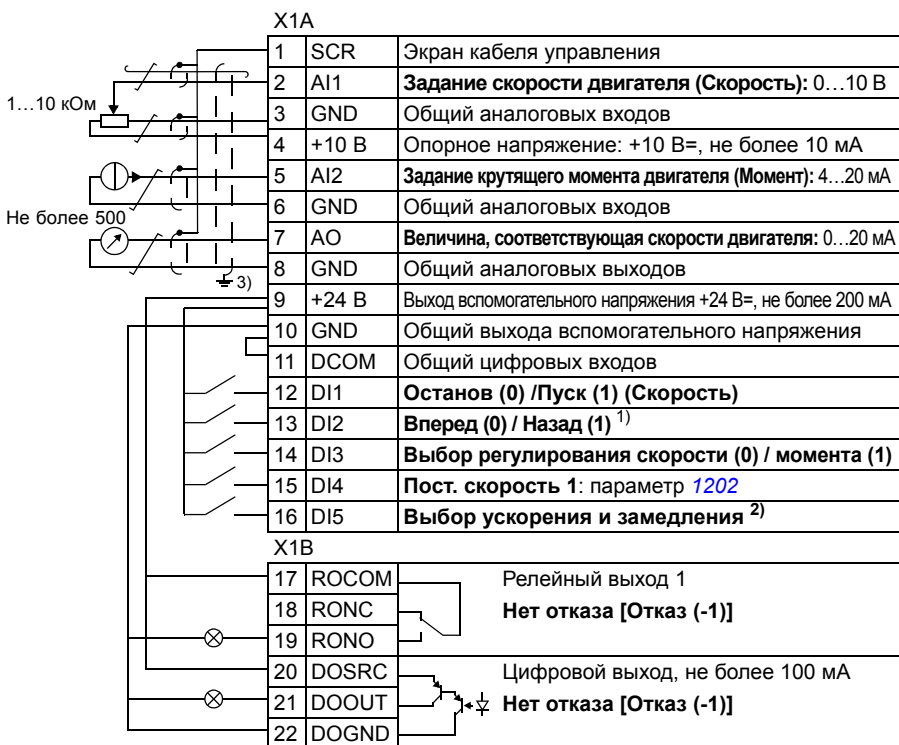 X1A
1 SCR Экран кабеля управления
2 AI1 Задание скорости двигателя (Скорость): 0…10 В
1…10 кОм
3 GND Общий аналоговых входов
4 +10 В Опорное напряжение: +10 В=, не более 10 мА
5 AI2 Задание крутящего момента двигателя (Момент): 4…20 мА
6 GND Общий аналоговых входов
Не более 500
7 AO Величина, соответствующая скорости двигателя: 0…20 мА
8 GND Общий аналоговых выходов
3)
9 +24 В Выход вспомогательного напряжения +24 В=, не более 200 мА
10 GND Общий выхода вспомогательного напряжения
11 DCOM Общий цифровых входов
12 DI1 Останов (0) /Пуск (1) (Скорость)
13 DI2 Вперед (0) / Назад (1) 1)
14 DI3 Выбор регулирования скорости (0) / момента (1)
15 DI4 Пост. скорость 1: параметр 1202
16 DI5 Выбор ускорения и замедления 2)
X1B
17 ROCOM Релейный выход 1
18 RONC Нет отказа [Отказ (-1)]
19 RONO
20 DOSRC Цифровой выход, не более 100 мА
21 DOOUT Нет отказа [Отказ (-1)]
22 DOGND